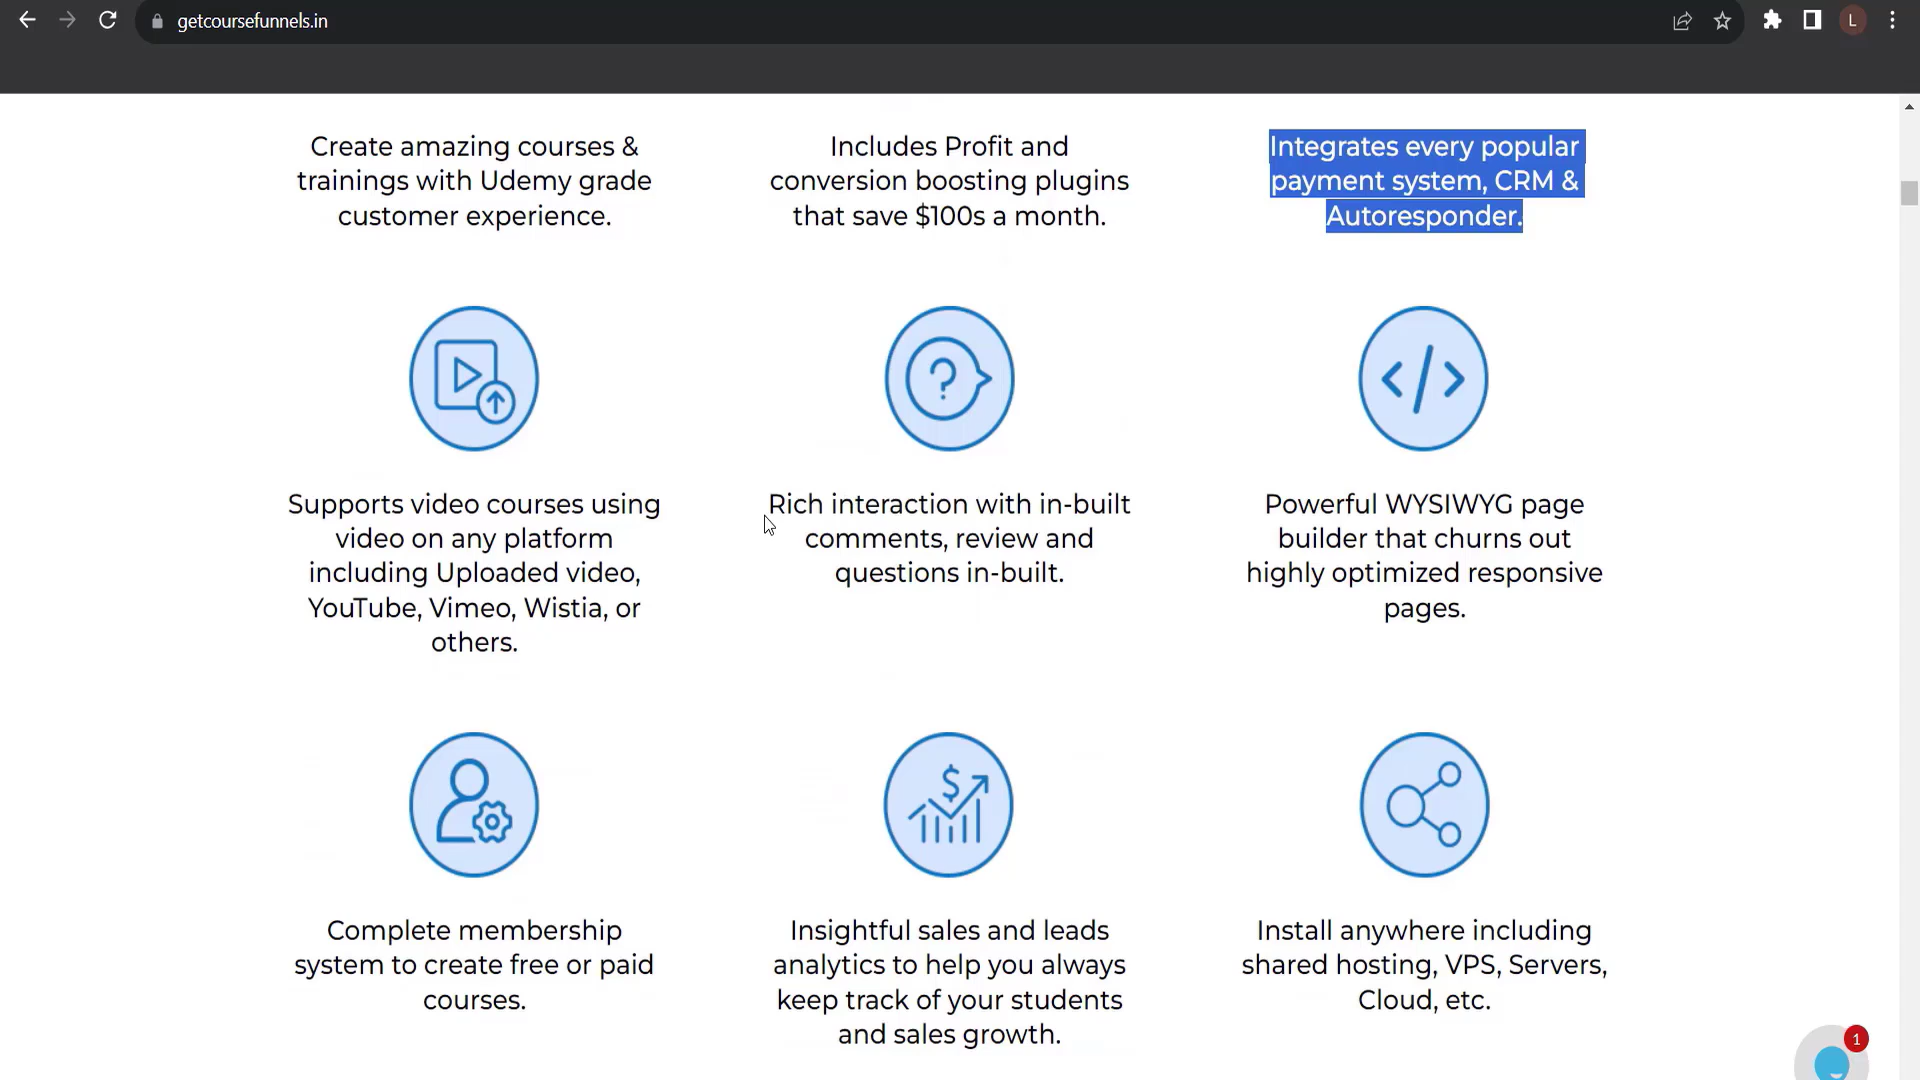 getcoursefunnels.in
L
Create amazing courses &
trainings with Udemy grade
customer experience.
Includes Profit and
conversion boosting plugins
that save $100s a month.
Integrates every popular
payment system, CRM &
Autoresponder.
Supports video courses using
video on any platform
including Uploaded video,
YouTube, Vimeo, Wistia, or
others.
Rich interaction with in-built
comments, review and
questions in-built.
Powerful WYSIWYG page
builder that churns out
highly optimized responsive
pages.
Complete membership
system to create free or paid
courses.
Insightful sales and leads
analytics to help you always
keep track of your students
and sales growth.
Install anywhere including
shared hosting, VPS, Servers,
Cloud, etc.
1